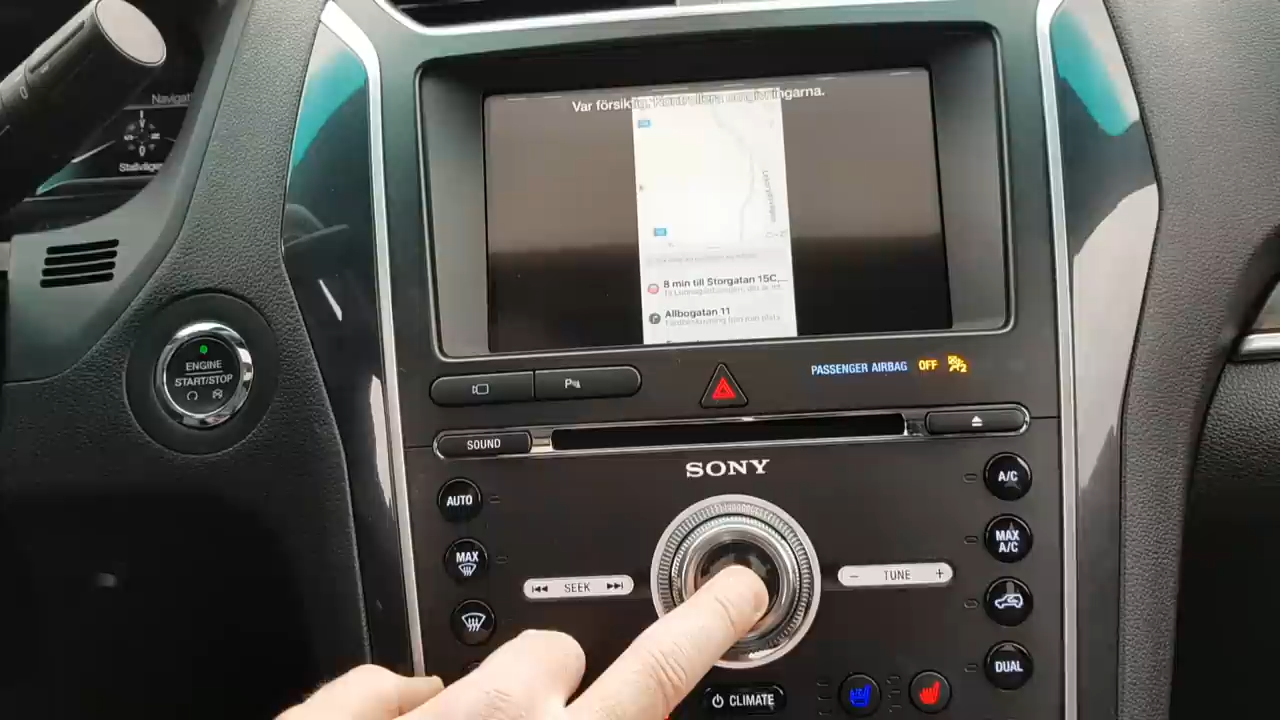 Navigat
Var försiktig. Kontrollera omgivningarna.
8 min till Storgatan 15C,...
Allbogatan 11
ENGINE
START/STOP
PASSENGER AIRBAG OFF
SOUND
SONY
AUTO
A/C
MAX
MAX
A/C
SEEK
− TUNE +
DUAL
CLIMATE